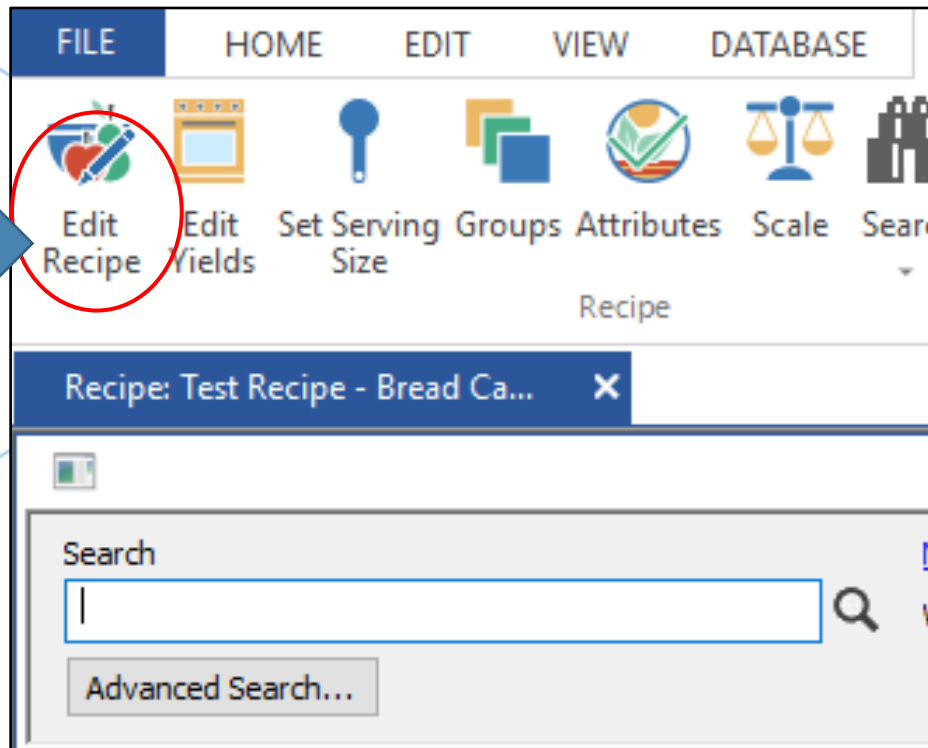 FILE HOME EDIT VIEW DATABASE
Edit Recipe
Edit Yields
Set Serving Size
Groups
Attributes
Scale
Recipe
Recipe: Test Recipe - Bread Ca...
Search
Advanced Search...